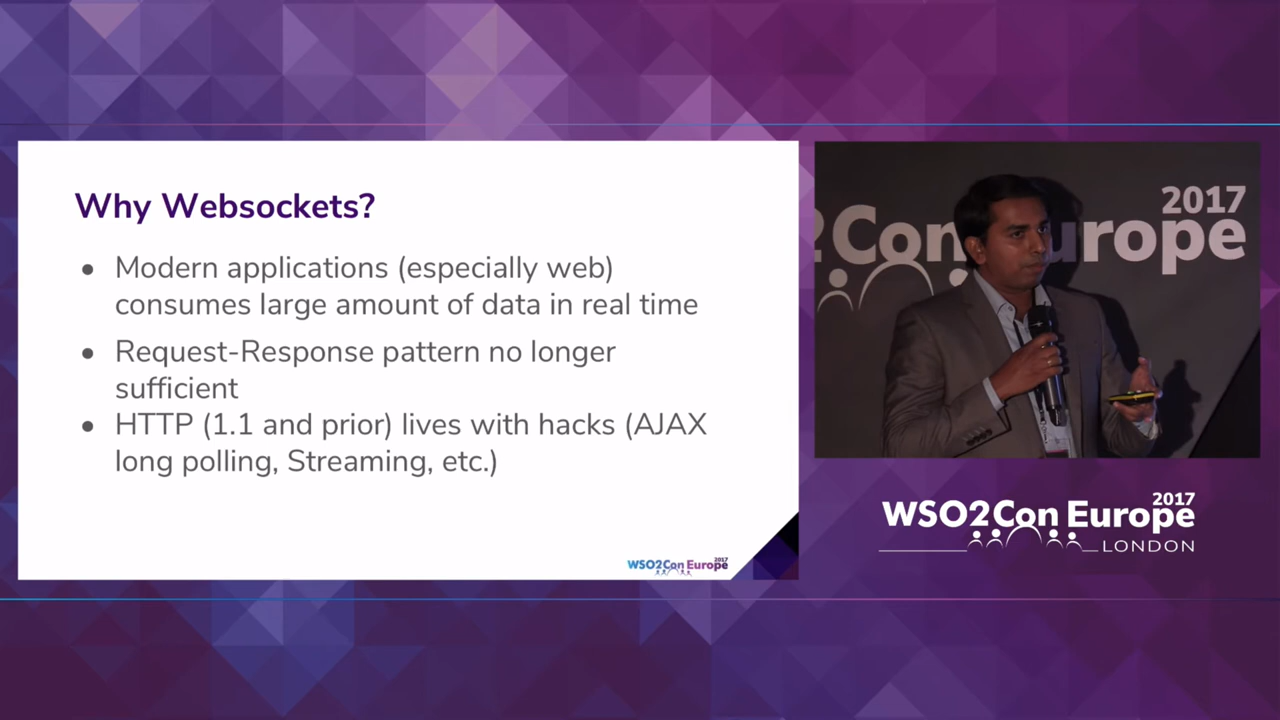 Why Websockets?
● Modern applications (especially web)
consumes large amount of data in real time
● Request-Response pattern no longer
sufficient
● HTTP (1.1 and prior) lives with hacks (AJAX
long polling, Streaming, etc.)
2017
WSO2Con Europe
2017
2Con Europe
2017
WSO2Con Europe
LONDON